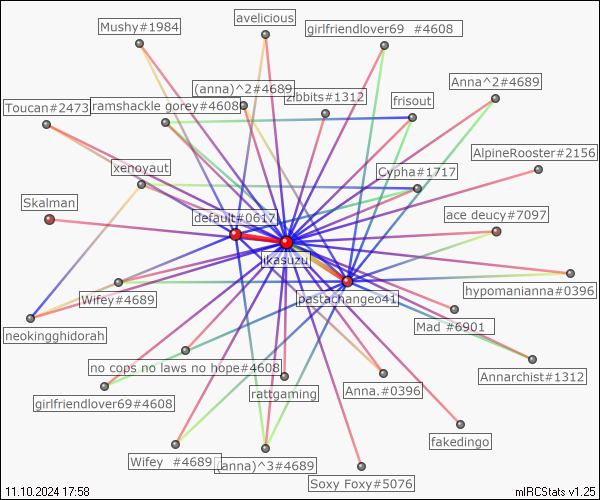 avelicious
Mushy#1984
girlfriendlover69 #4608
Anna^2#4689
(anna)^2#4689
zibbits#1312
frisout
Toucan#2473
ramshackle gorey#4608
AlpineRooster#2156
xenoyaut
Cypha#1717
Skalman
default#0617
ace deucy#7097
jikasuzu
hypomanianna#0396
Wifey#4689
pastachangeo41
Mad #6901
neokingghidorah
no cops no laws no hope#4608
Annarchist#1312
rattgaming
Anna.#0396
girlfriendlover69#4608
fakedingo
Wifey #4689
(anna)^3#4689
Soxy Foxy#5076
11.10.2024 17:58
mIRCStats v1.25